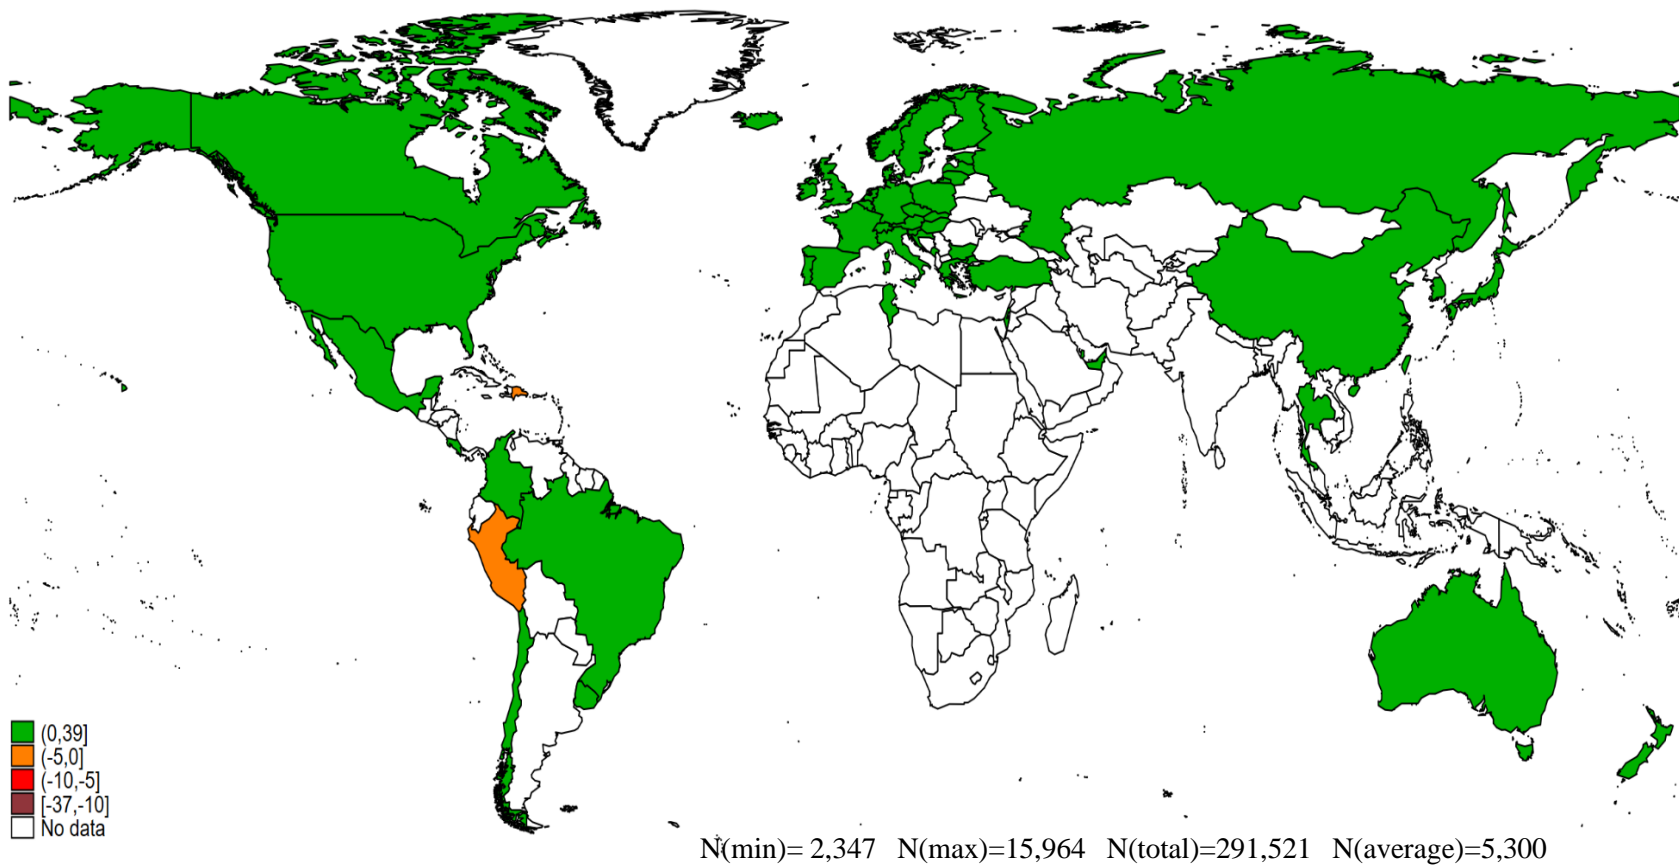 (0,39]
(-5,0]
(-10,-5]
[-37,-10]
No data
N(min)= 2,347 N(max)=15,964 N(total)=291,521 N(average)=5,300